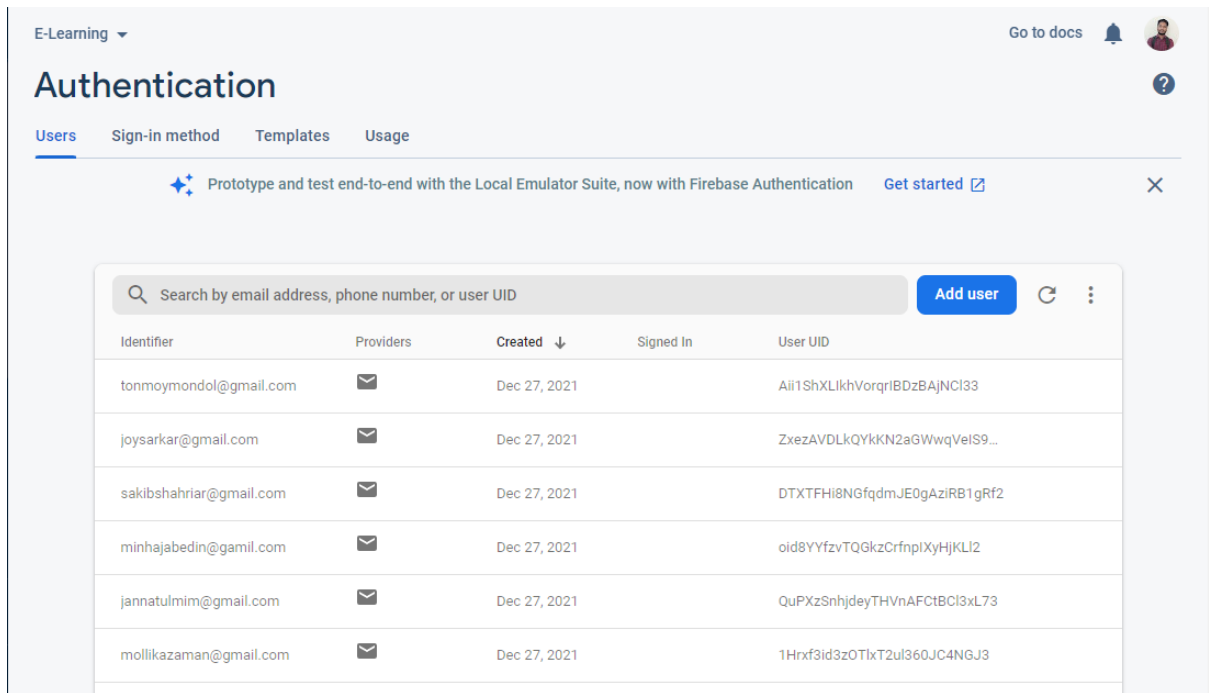 E-Learning
Go to docs
Authentication
Users Sign-in method Templates Usage
Prototype and test end-to-end with the Local Emulator Suite, now with Firebase Authentication Get started
Search by email address, phone number, or user UID Add user
Identifier Providers Created Signed In User UID
tonmoymondol@gmail.com Dec 27, 2021 Aii1ShXLIkhVorqrIBDzBAjNCl33
joysarkar@gmail.com Dec 27, 2021 ZxezAVDLkQYkKN2aGWwqVeIS9...
sakibshahriar@gmail.com Dec 27, 2021 DTXTFHi8NGfqdmJE0gAziRB1gRf2
minhajabedin@gamil.com Dec 27, 2021 oid8YYfzvTQGkzCrfnpIXyHjKLl2
jannatulmim@gmail.com Dec 27, 2021 QuPXzSnhjdeyTHVnAFCtBCl3xL73
mollikazaman@gmail.com Dec 27, 2021 1Hrxf3id3zOTlxT2ul360JC4NGJ3